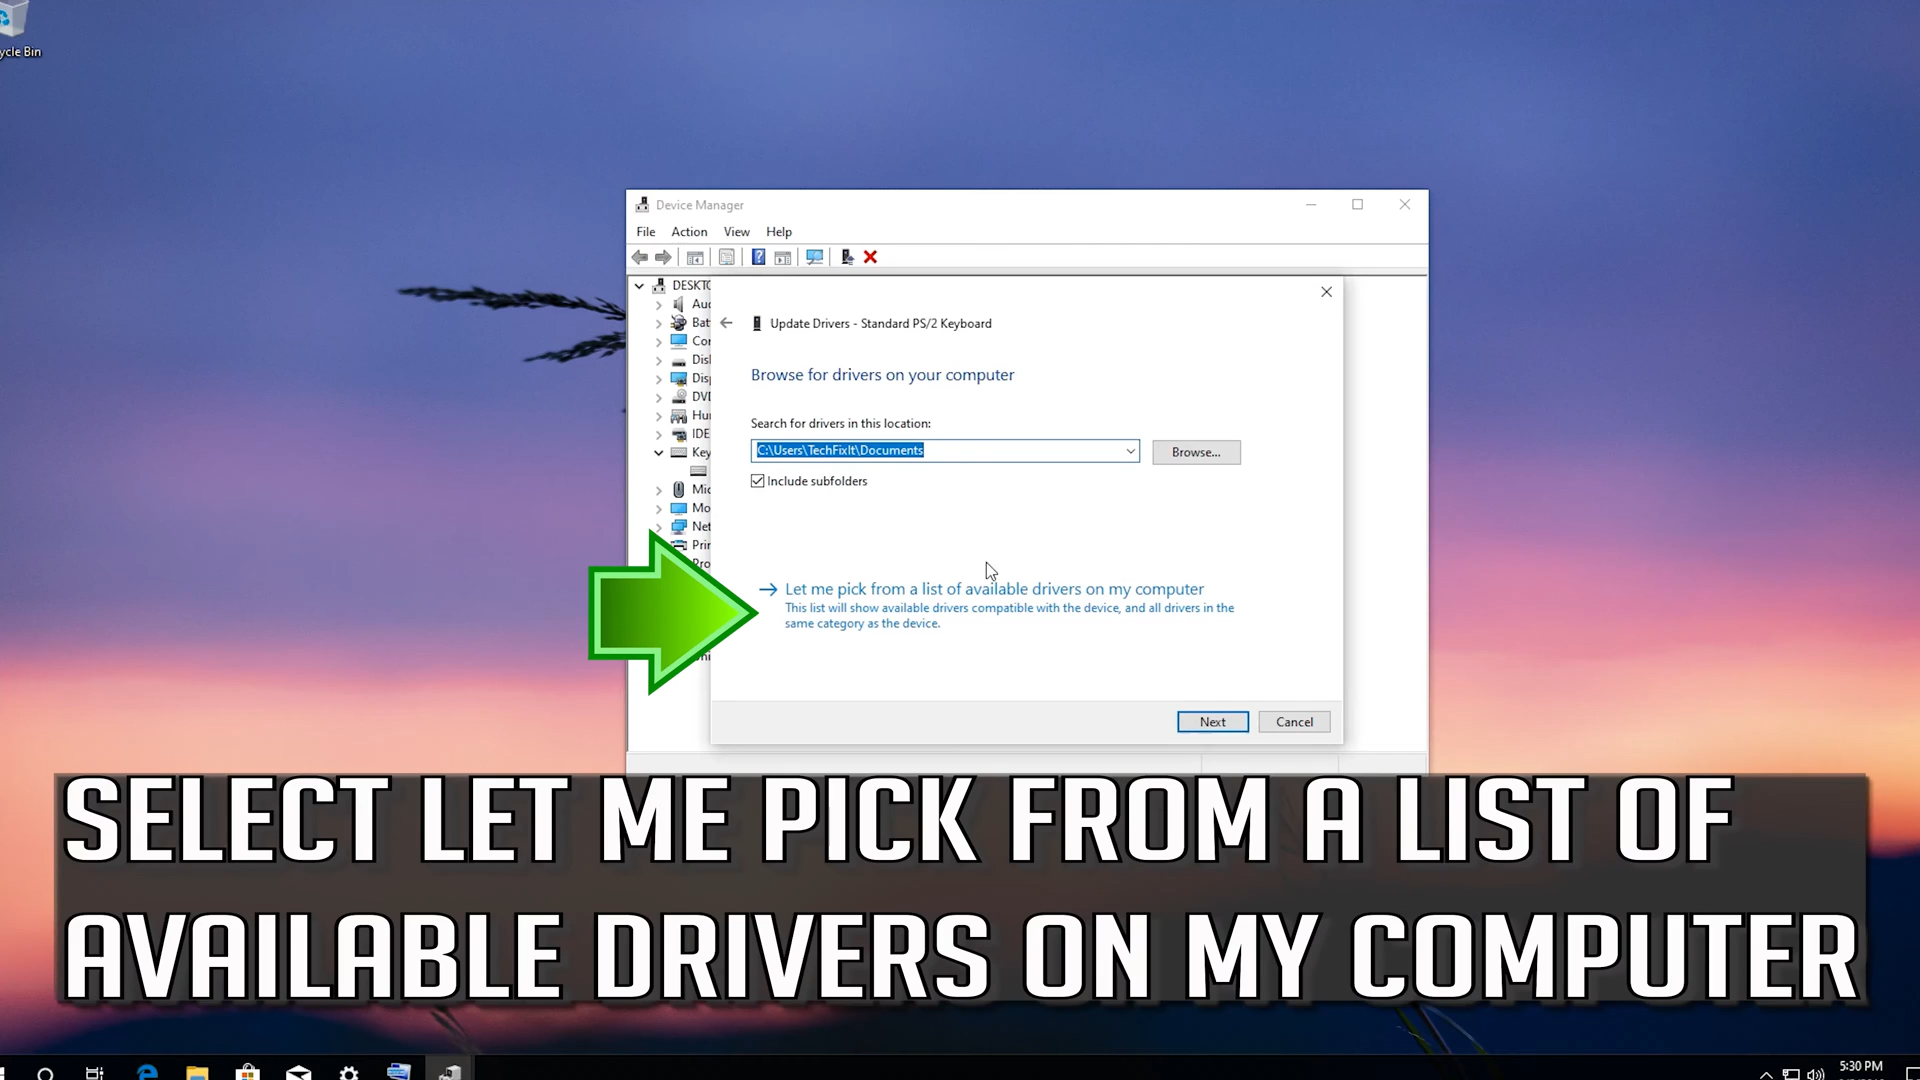 ycle Bin
Device Manager
File Action View Help
DESKTO
Aud
Bat
Cor
Disk
Disp
DVD
Hur
IDE
Key
Mic
Mo
Net
Prin
Update Drivers - Standard PS/2 Keyboard
Browse for drivers on your computer
Search for drivers in this location:
C:\Users\TechFixIt\Documents
Browse...
Include subfolders
Let me pick from a list of available drivers on my computer
This list will show available drivers compatible with the device, and all drivers in the
same category as the device.
Next
Cancel
SELECT LET ME PICK FROM A LIST OF
AVAILABLE DRIVERS ON MY COMPUTER
5:30 PM